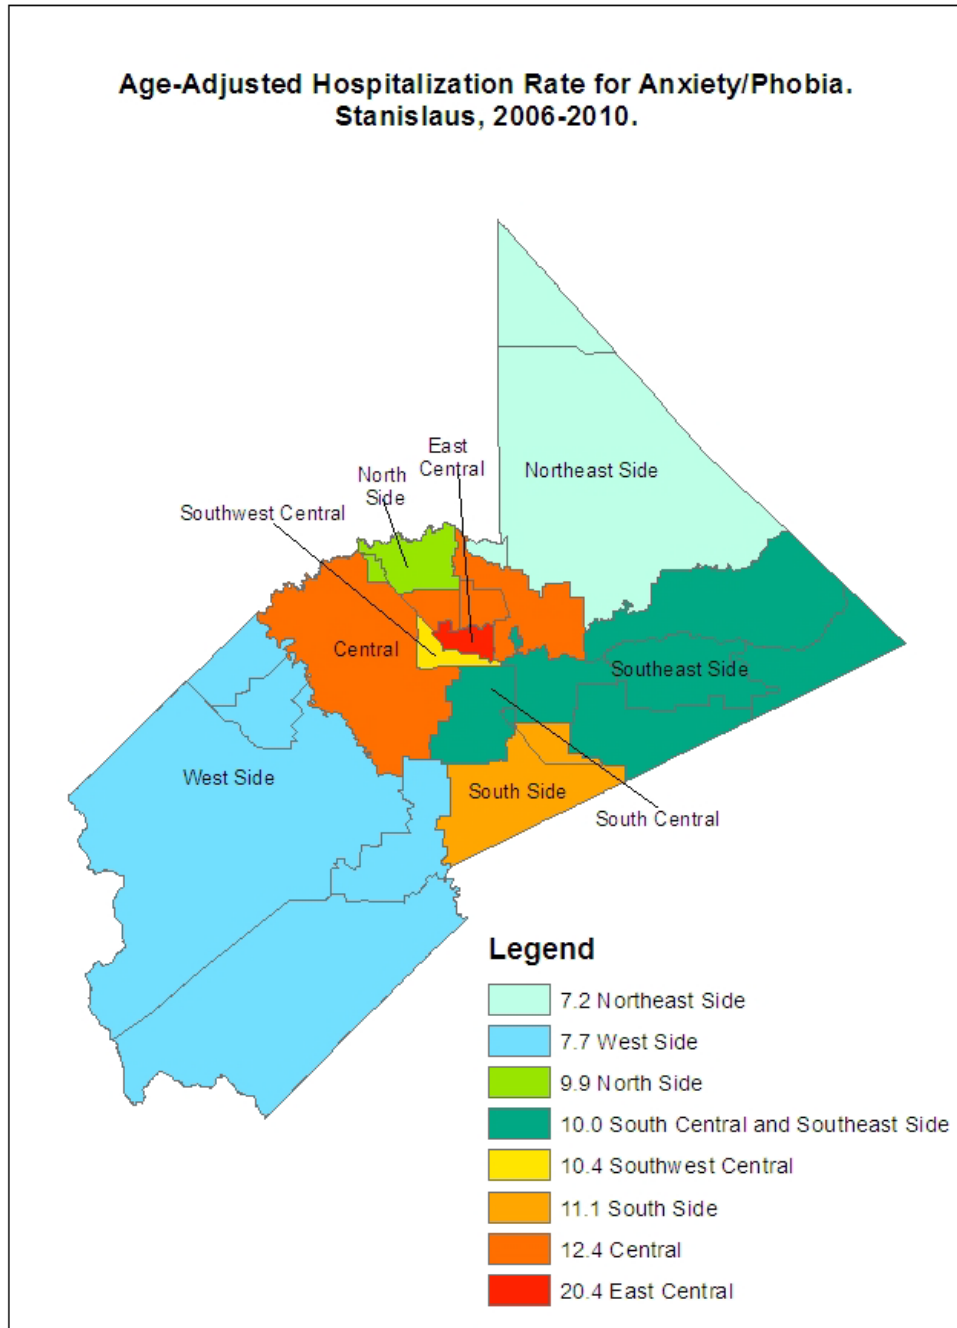 Age-Adjusted Hospitalization Rate for Anxiety/Phobia.
Stanislaus, 2006-2010.
East
Central
North
Side
Northeast Side
Southwest Central
Central
Southeast Side
West Side
South Side
South Central
Legend
7.2 Northeast Side
7.7 West Side
9.9 North Side
10.0 South Central and Southeast Side
10.4 Southwest Central
11.1 South Side
12.4 Central
20.4 East Central